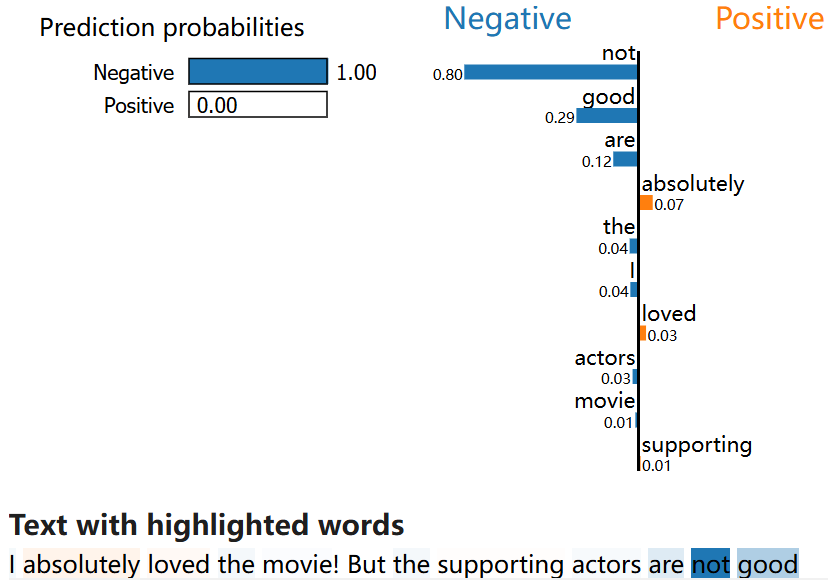 Prediction probabilities
Negative 1.00
Positive 0.00
Negative Positive
not
0.80
good
0.29
are
0.12
absolutely
0.07
the
0.04
I
0.04
loved
0.03
actors
0.03
movie
0.01
supporting
0.01
Text with highlighted words
I absolutely loved the movie! But the supporting actors are not good